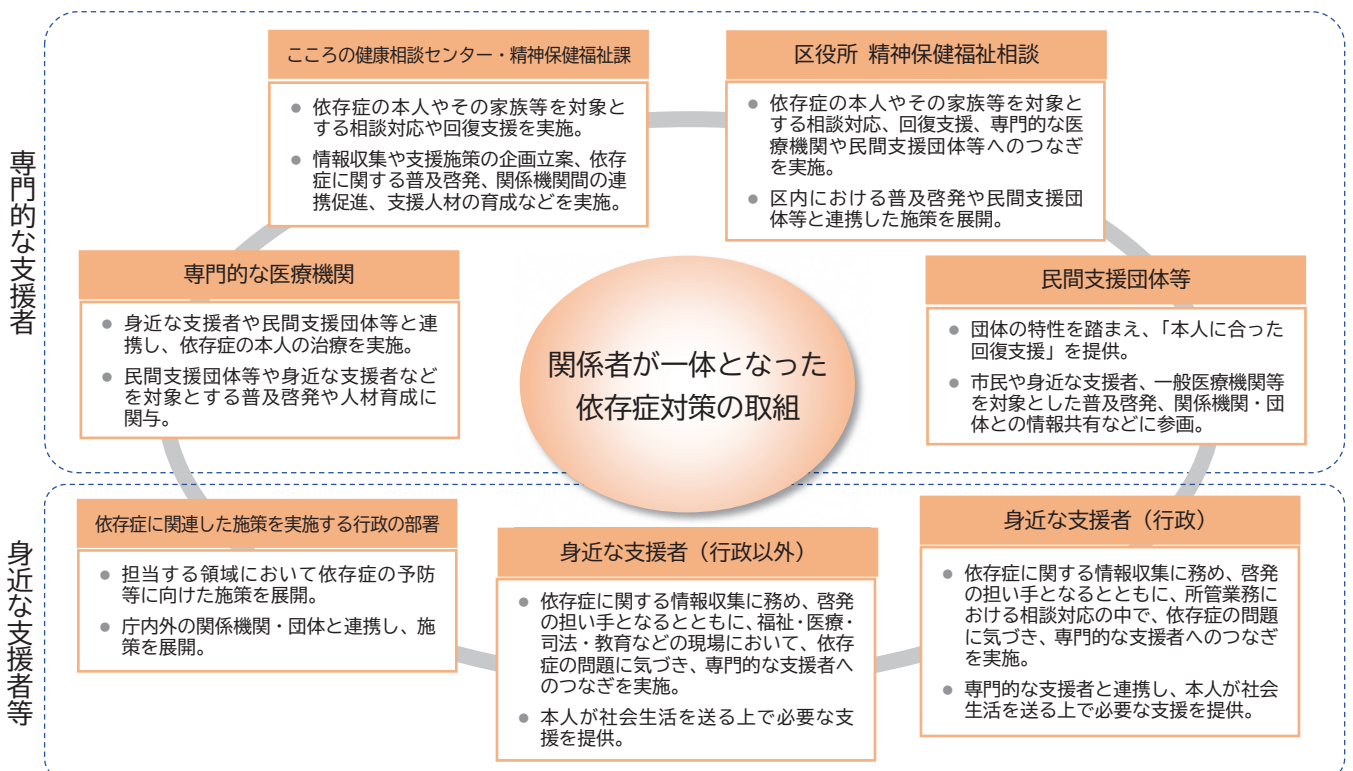 専門的な支援者
こころの健康相談センター・精神保健福祉課
● 依存症の本人やその家族等を対象と
する相談対応や回復支援を実施。
● 情報収集や支援施策の企画立案、依存
症に関する普及啓発、関係機関間の連
携促進、支援人材の育成などを実施。
区役所 精神保健福祉相談
● 依存症の本人やその家族等を対象と
する相談対応、回復支援、専門的な医
療機関や民間支援団体等へのつなぎ
を実施。
● 区内における普及啓発や民間支援団
体等と連携した施策を展開。
専門的な医療機関
● 身近な支援者や民間支援団体等と連
携し、依存症の本人の治療を実施。
● 民間支援団体等や身近な支援者など
を対象とする普及啓発や人材育成に
関与。
関係者が一体となった
依存症対策の取組
民間支援団体等
● 団体の特性を踏まえ、「本人に合った
回復支援」を提供。
● 市民や身近な支援者、一般医療機関等
を対象とした普及啓発、関係機関・団
体との情報共有などに参画。
身近な支援者等
依存症に関連した施策を実施する行政の部署
● 担当する領域において依存症の予防
等に向けた施策を展開。
● 庁内外の関係機関・団体と連携し、施
策を展開。
身近な支援者（行政以外）
● 依存症に関する情報収集に務め、啓発
の担い手となるとともに、福祉・医療・
司法・教育などの現場において、依存
症の問題に気づき、専門的な支援者へ
のつなぎを実施。
● 本人が社会生活を送る上で必要な支
援を提供。
身近な支援者（行政）
● 依存症に関する情報収集に務め、啓発
の担い手となるとともに、所管業務に
おける相談対応の中で、依存症の問題
に気づき、専門的な支援者へのつなぎ
を実施。
● 専門的な支援者と連携し、本人が社会
生活を送る上で必要な支援を提供。